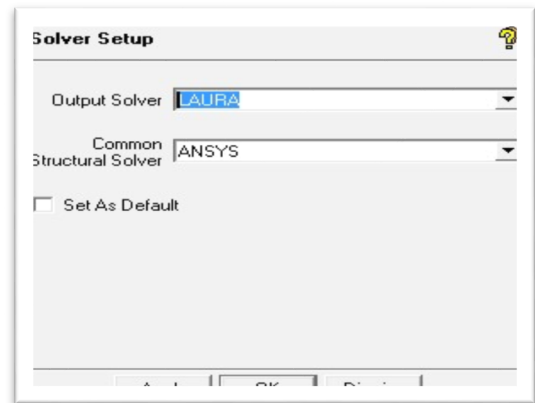 Solver Setup
Output Solver LAURA
Common
Structural Solver ANSYS
Set As Default
OK